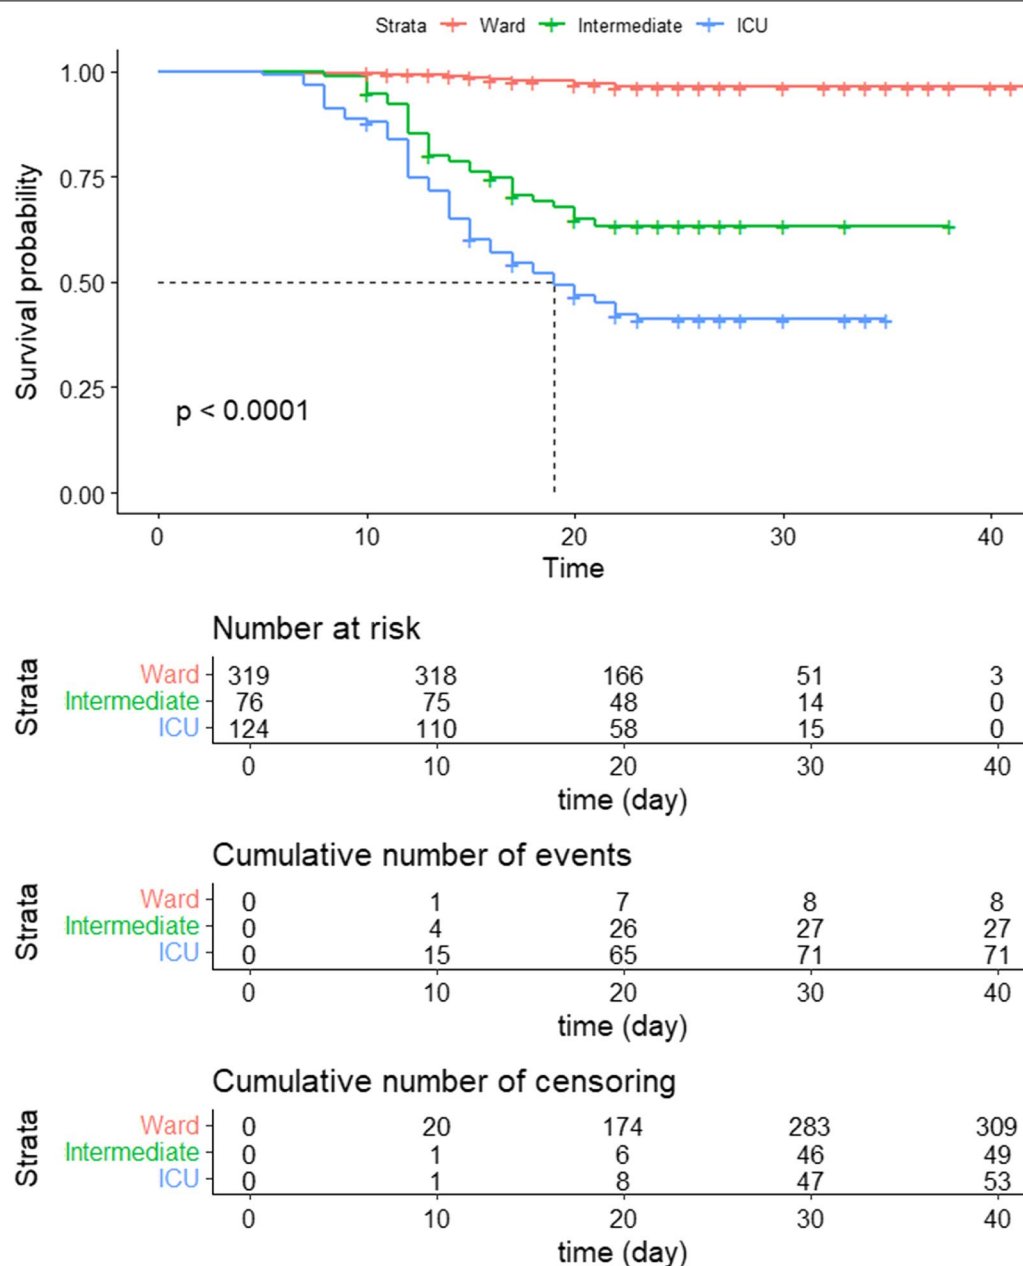 Strata Ward Intermediate ICU
1.00
0.75
0.50
0.25
0.00
Survival probability
p < 0.0001
0 10 20 30 40
Time
Number at risk
Strata
Ward 319 318 166 51 3
Intermediate 76 75 48 14 0
ICU 124 110 58 15 0
0 10 20 30 40
time (day)
Cumulative number of events
Strata
Ward 0 1 7 8 8
Intermediate 0 4 26 27 27
ICU 0 15 65 71 71
0 10 20 30 40
time (day)
Cumulative number of censoring
Strata
Ward 0 20 174 283 309
Intermediate 0 1 6 46 49
ICU 0 1 8 47 53
0 10 20 30 40
time (day)